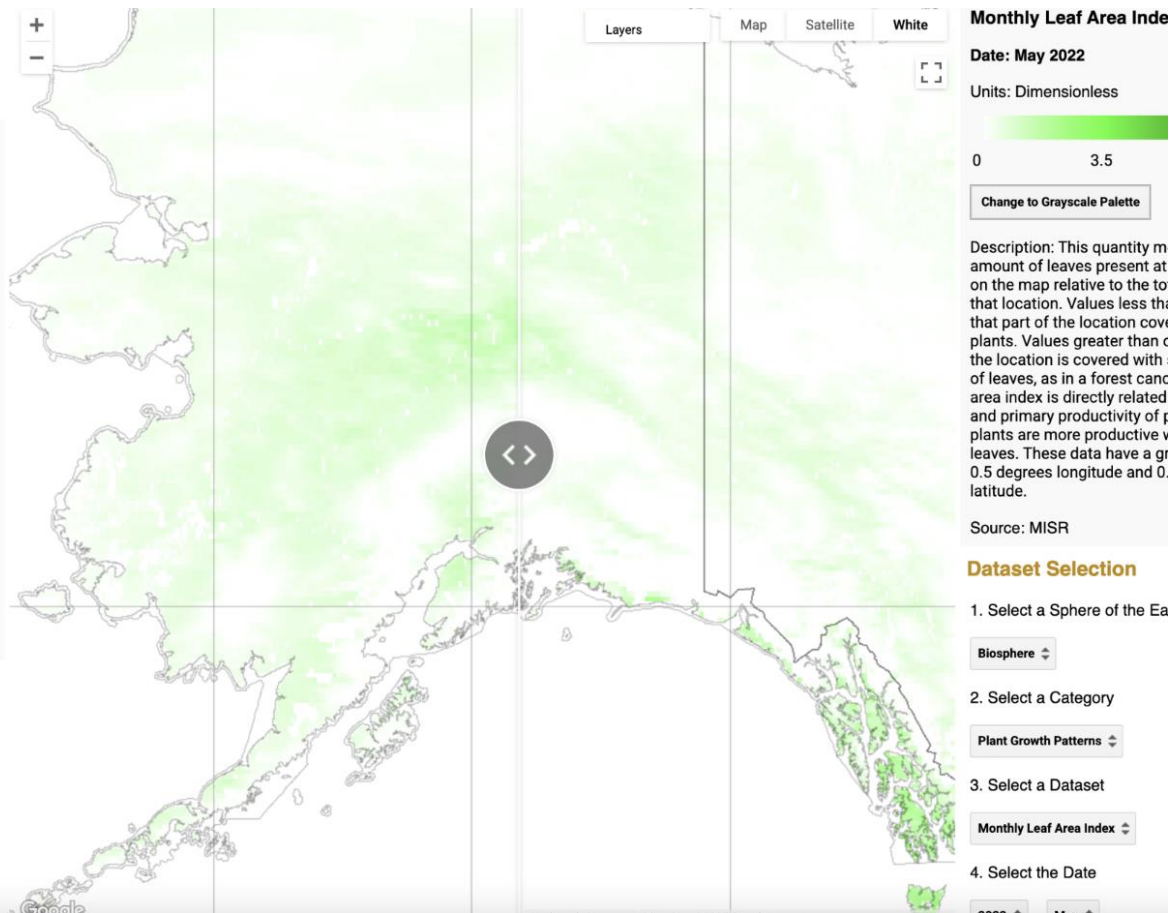 +
−
Layers
Map Satellite White
Monthly Leaf Area Inde
Date: May 2022
Units: Dimensionless
0 3.5
Change to Grayscale Palette
Description: This quantity m
amount of leaves present at
on the map relative to the to
that location. Values less tha
that part of the location cove
plants. Values greater than o
the location is covered with
of leaves, as in a forest cano
area index is directly related
and primary productivity of p
plants are more productive w
leaves. These data have a gr
0.5 degrees longitude and 0.
latitude.
Source: MISR
Dataset Selection
1. Select a Sphere of the Ea
Biosphere
2. Select a Category
Plant Growth Patterns
3. Select a Dataset
Monthly Leaf Area Index
4. Select the Date
Google